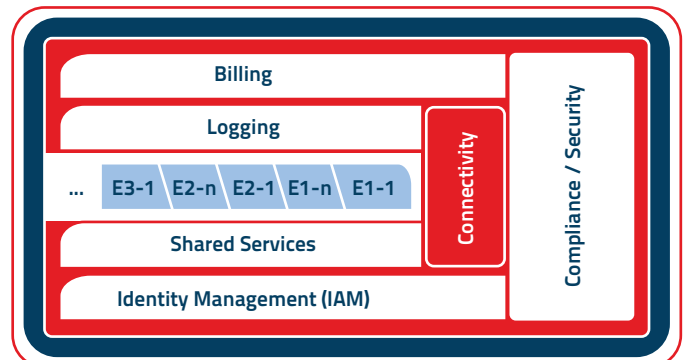 Billing
Logging
... E3-1 E2-n E2-1 E1-n E1-1
Shared Services
Identity Management (IAM)
Connectivity
Compliance / Security